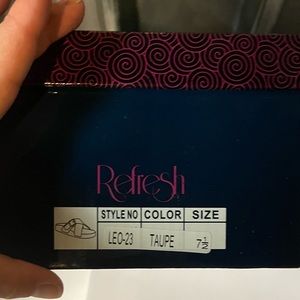 Refresh
STYLE NO COLOR SIZE
LEO-23 TAUPE 7½